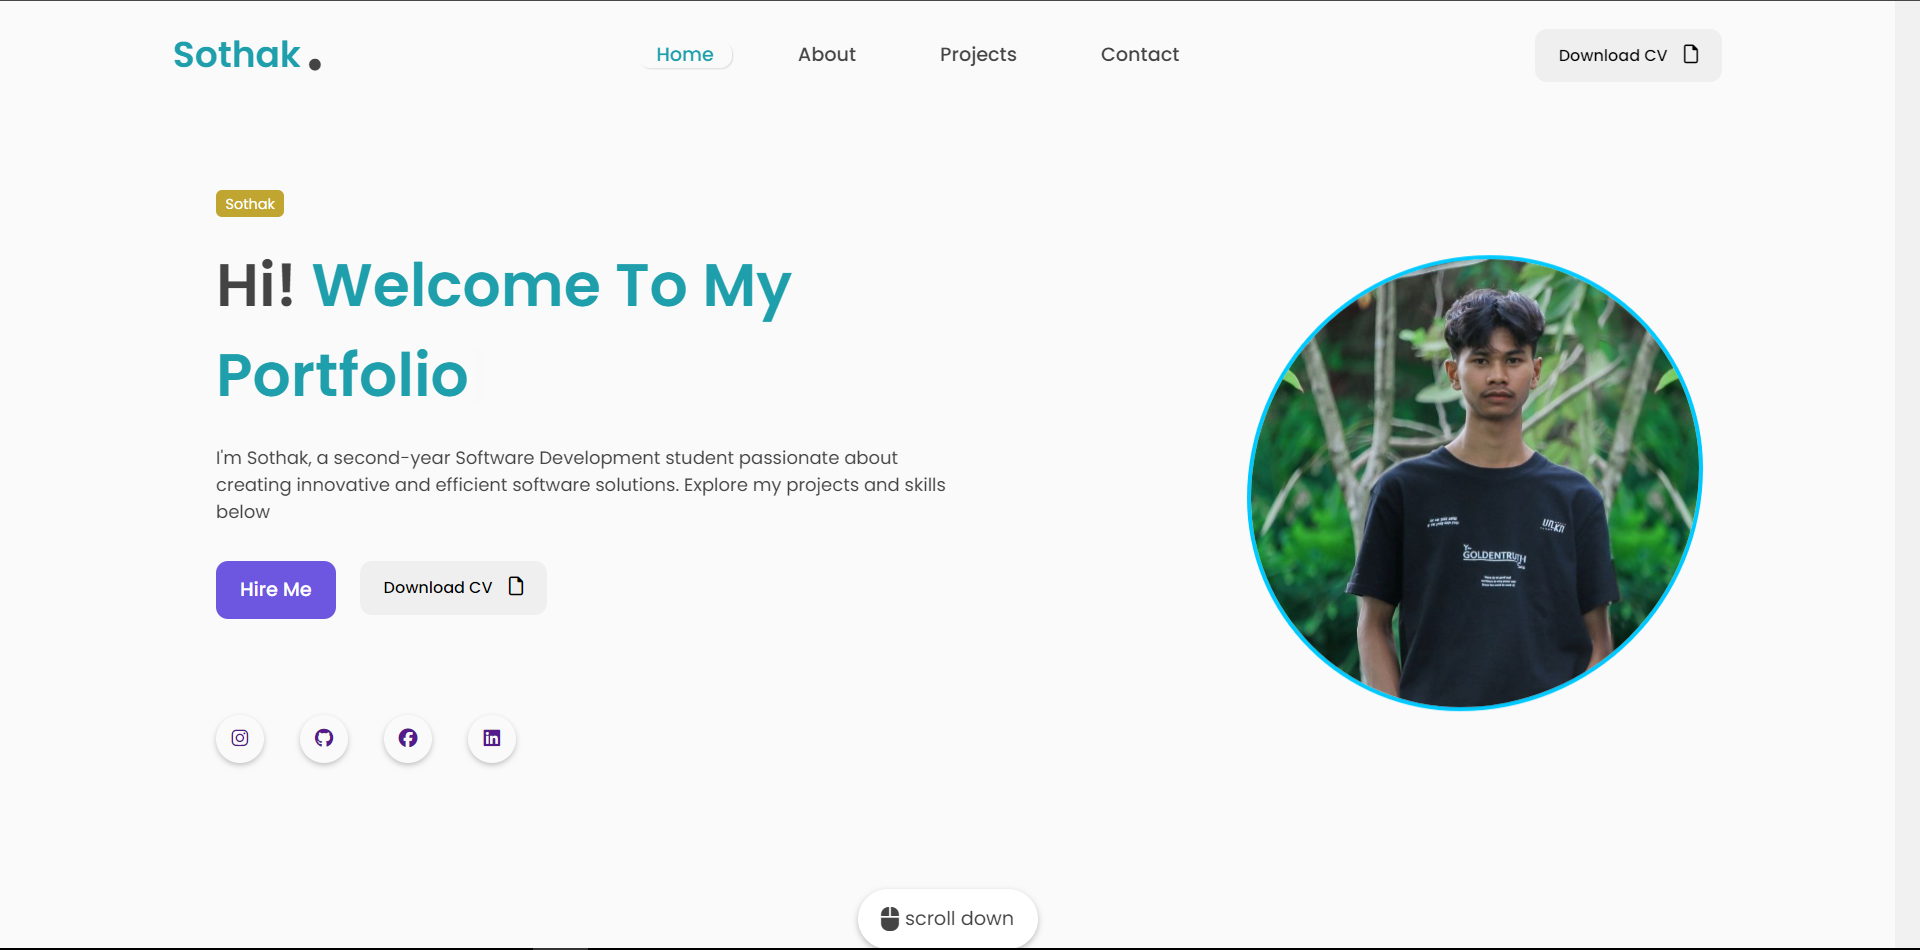 Sothak
Home
About
Projects
Contact
Download CV
Sothak
Hi! Welcome To My
Portfolio
I'm Sothak, a second-year Software Development student passionate about
creating innovative and efficient software solutions. Explore my projects and skills
below
Hire Me
Download CV
GOLDENTRUTH
scroll down